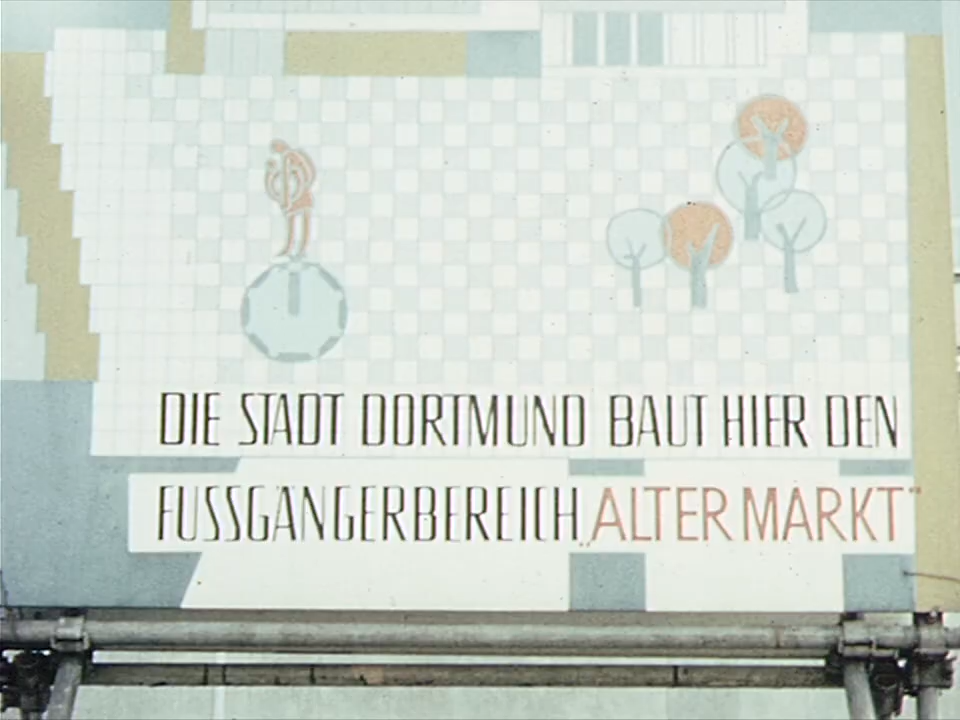 DIE STADT DORTMUND BAUT HIER DEN
FUSSGÄNGERBEREICH „ALTER MARKT"